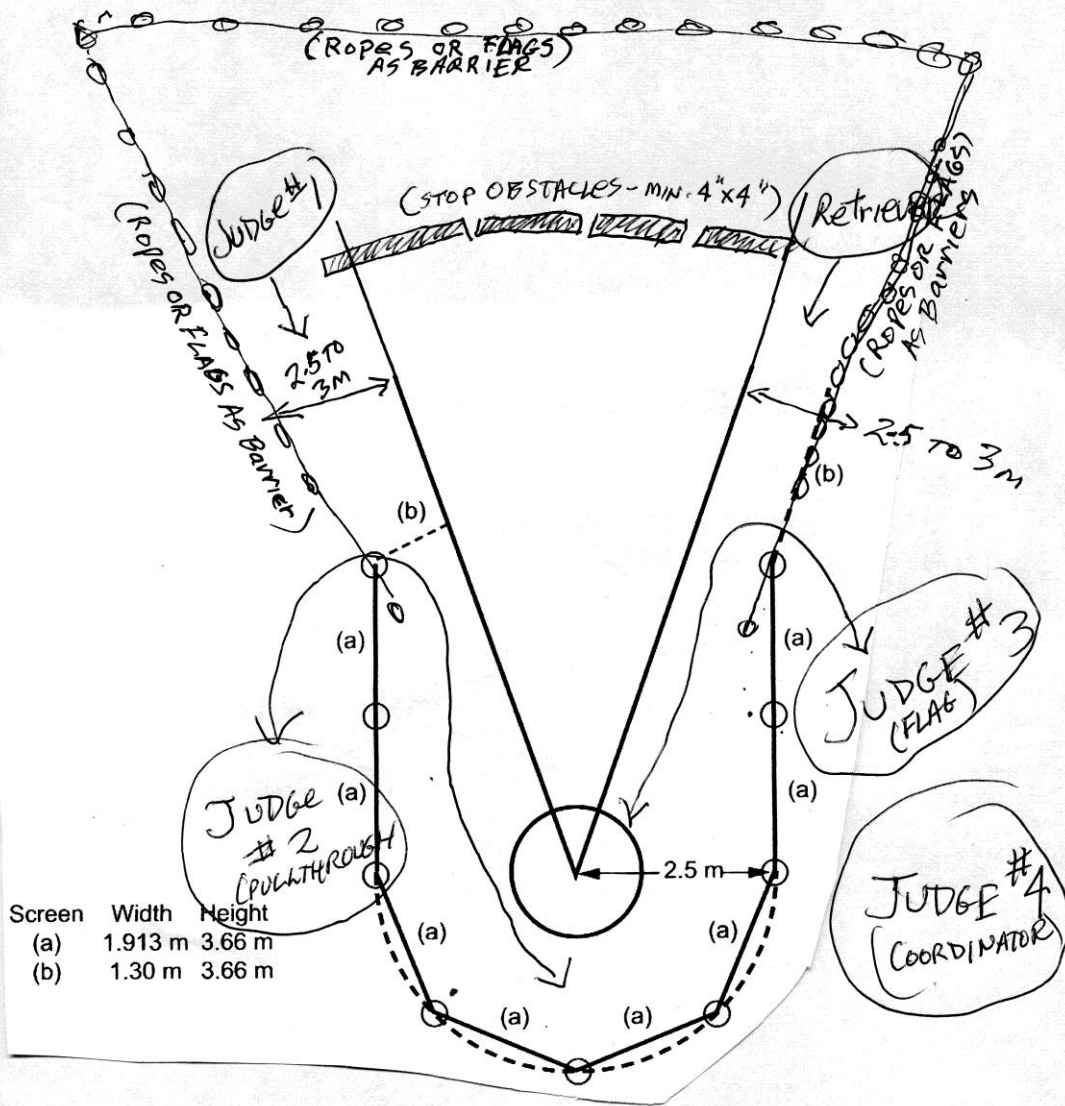 (ROPES OR FLAGS)
AS BARRIER
JUDGE #1
(STOP OBSTACLES - MIN. 4"x4")
(ROPES OR FLAGS AS Barrier
(ROPES OR FLAGS)
AS Barriers
2.5 TO
3M
2.5 TO 3M
(b)
(b)
(a)
(a)
JUDGE #3
(FLAG)
JUDGE
#2
(PULLTHROUGH
(a)
(a)
2.5 m
JUDGE #4
(COORDINATOR)
Screen Width Height
(a) 1.913 m 3.66 m
(b) 1.30 m 3.66 m
(a)
(a)
(a)
(a)